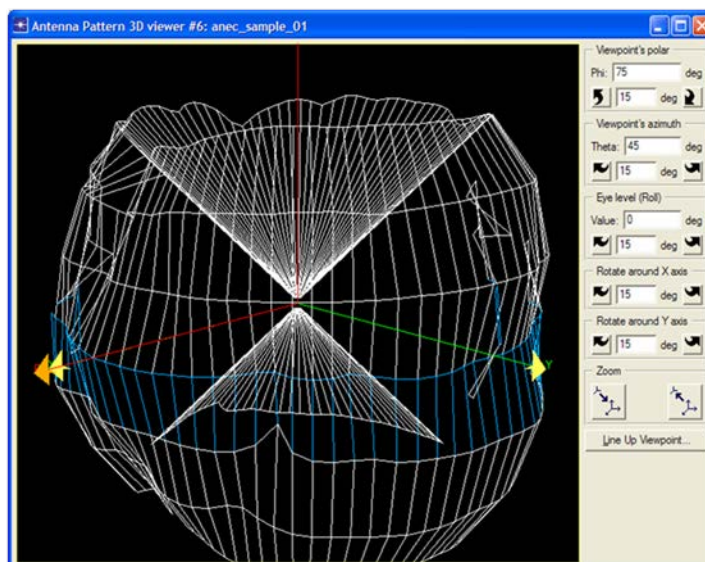 Antenna Pattern 3D viewer #6: anec_sample_01
Viewpoint's polar
Phi: 75 deg
15 deg
Viewpoint's azimuth
Theta: 45 deg
15 deg
Eye level (Roll)
Value: 0 deg
15 deg
Rotate around X axis
15 deg
Rotate around Y axis
15 deg
Zoom
Line Up Viewpoint...
Y